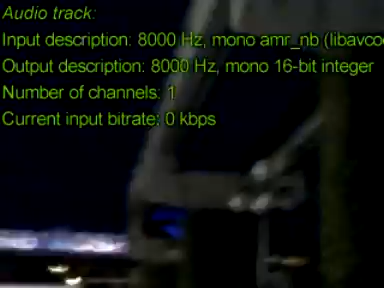 Audio track:
Input description: 8000 Hz, mono amr_nb (libavco
Output description: 8000 Hz, mono 16-bit integer
Number of channels: 1
Current input bitrate: 0 kbps